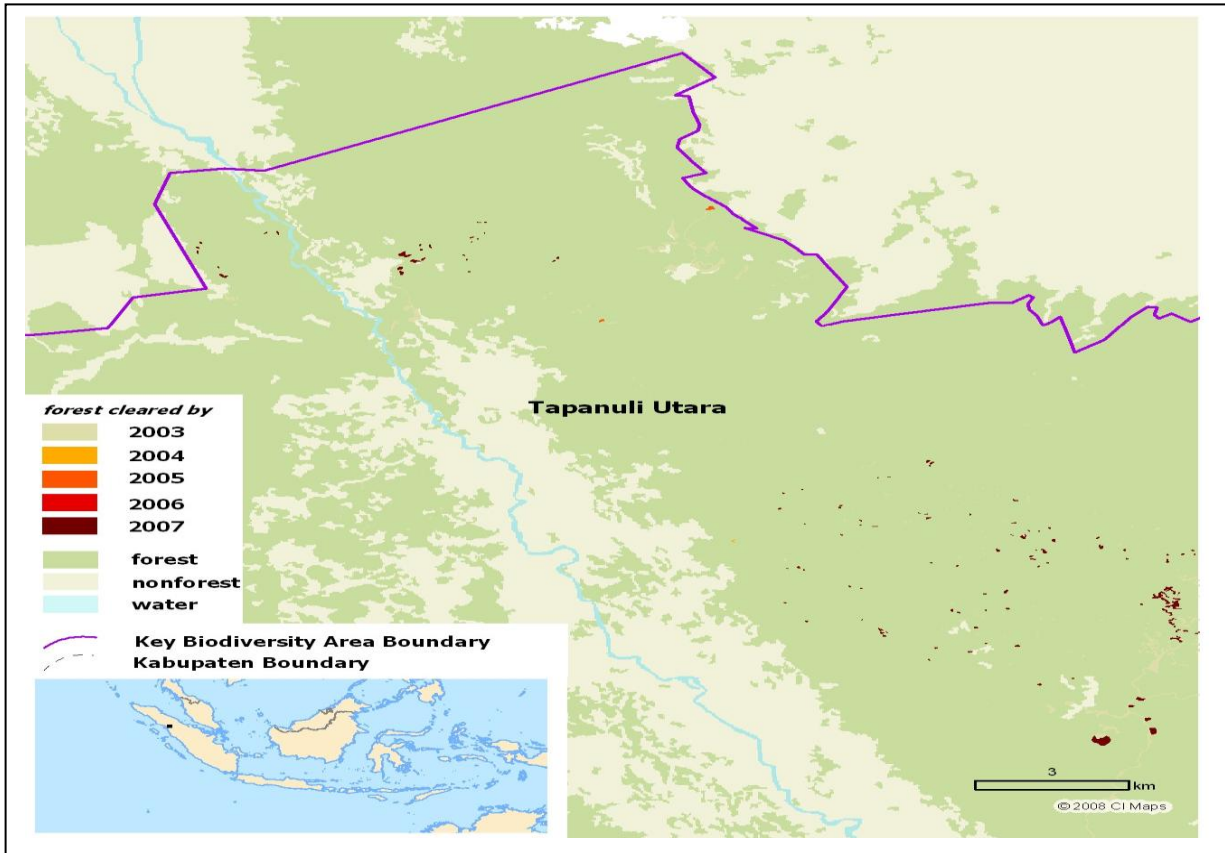 Tapanuli Utara
forest cleared by
2003
2004
2005
2006
2007
forest
nonforest
water
Key Biodiversity Area Boundary
Kabupaten Boundary
3
km
© 2008 CI Maps